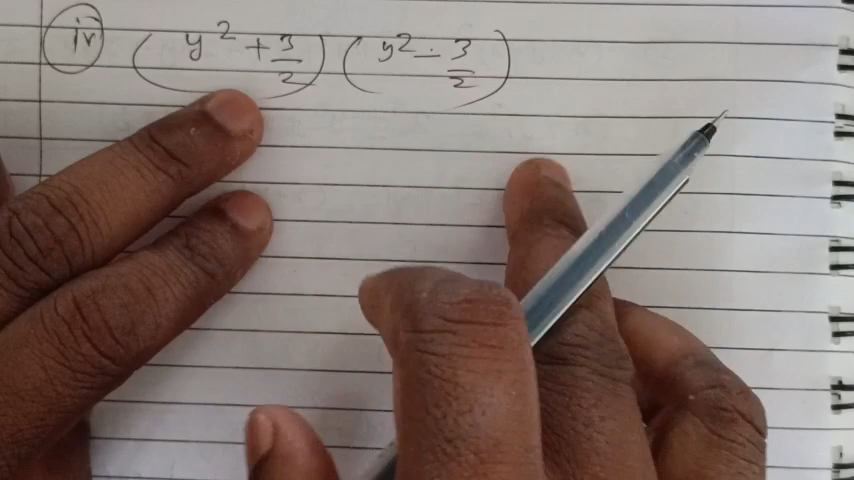 iv) (y² + 3/2) (y² - 3/2)